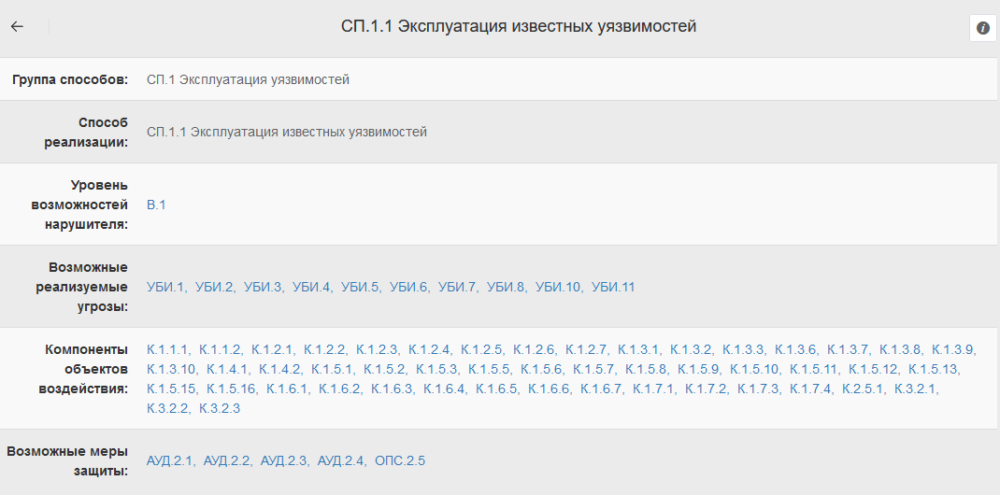 СП.1.1 Эксплуатация известных уязвимостей
Группа способов: СП.1 Эксплуатация уязвимостей
Способ
реализации:
СП.1.1 Эксплуатация известных уязвимостей
Уровень
возможностей
нарушителя:
В.1
Возможные
реализуемые
угрозы:
УБИ.1, УБИ.2, УБИ.3, УБИ.4, УБИ.5, УБИ.6, УБИ.7, УБИ.8, УБИ.10, УБИ.11
Компоненты
объектов
воздействия:
К.1.1.1, К.1.1.2, К.1.2.1, К.1.2.2, К.1.2.3, К.1.2.4, К.1.2.5, К.1.2.6, К.1.2.7, К.1.3.1, К.1.3.2, К.1.3.3, К.1.3.6, К.1.3.7, К.1.3.8, К.1.3.9,
К.1.3.10, К.1.4.1, К.1.4.2, К.1.5.1, К.1.5.2, К.1.5.3, К.1.5.5, К.1.5.6, К.1.5.7, К.1.5.8, К.1.5.9, К.1.5.10, К.1.5.11, К.1.5.12, К.1.5.13,
К.1.5.15, К.1.5.16, К.1.6.1, К.1.6.2, К.1.6.3, К.1.6.4, К.1.6.5, К.1.6.6, К.1.6.7, К.1.7.1, К.1.7.2, К.1.7.3, К.1.7.4, К.2.5.1, К.3.2.1,
К.3.2.2, К.3.2.3
Возможные меры
защиты:
АУД.2.1, АУД.2.2, АУД.2.3, АУД.2.4, ОПС.2.5